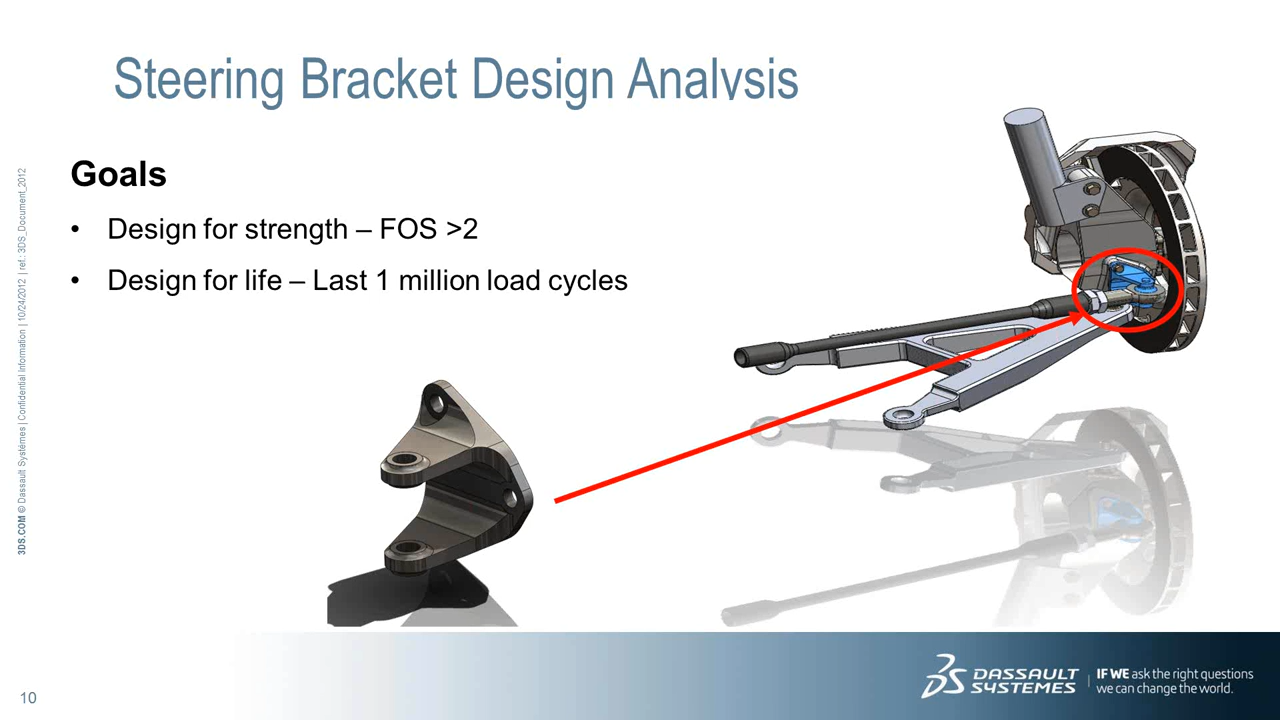 Steering Bracket Design Analysis
Goals
• Design for strength – FOS >2
• Design for life – Last 1 million load cycles
3DS.COM © Dassault Systèmes | Confidential Information | 10/24/2012 | ref.: 3DS_Document_2012
10
DASSAULT
SYSTEMES
IF WE ask the right questions
we can change the world.